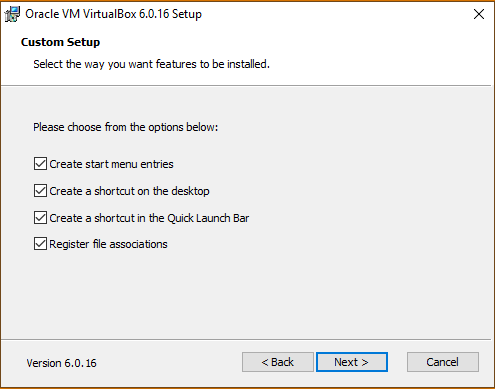 Oracle VM VirtualBox 6.0.16 Setup
Custom Setup
Select the way you want features to be installed.
Please choose from the options below:
Create start menu entries
Create a shortcut on the desktop
Create a shortcut in the Quick Launch Bar
Register file associations
Version 6.0.16
< Back
Next >
Cancel